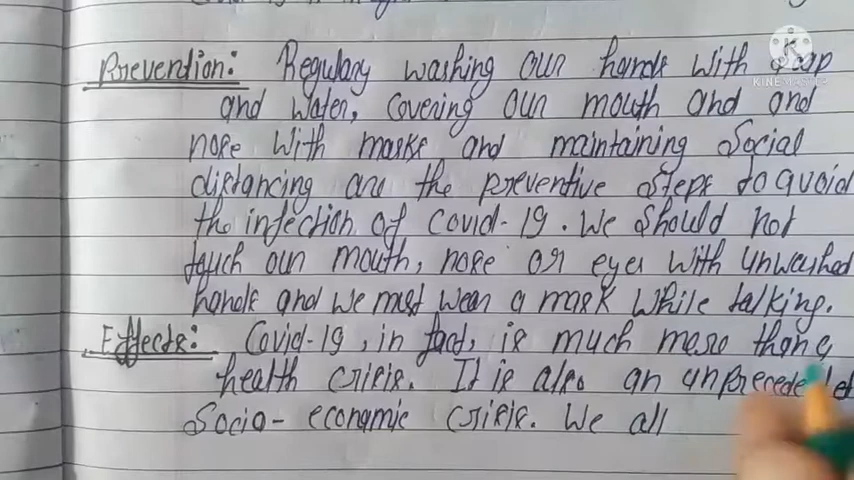 Prevention: Regulary washing our hands with soap
and water, covering our mouth and and
nose with masks and maintaining social
distancing are the preventive steps to avoid
the infection of Covid-19. We should not
touch our mouth, nose or eyes with unwashed
hands and we must wear a mask while talking.
Effects: Covid-19, in fact, is much more than a
health crisis. It is also an
Socio-economic crisis. We all
KINEMASTER